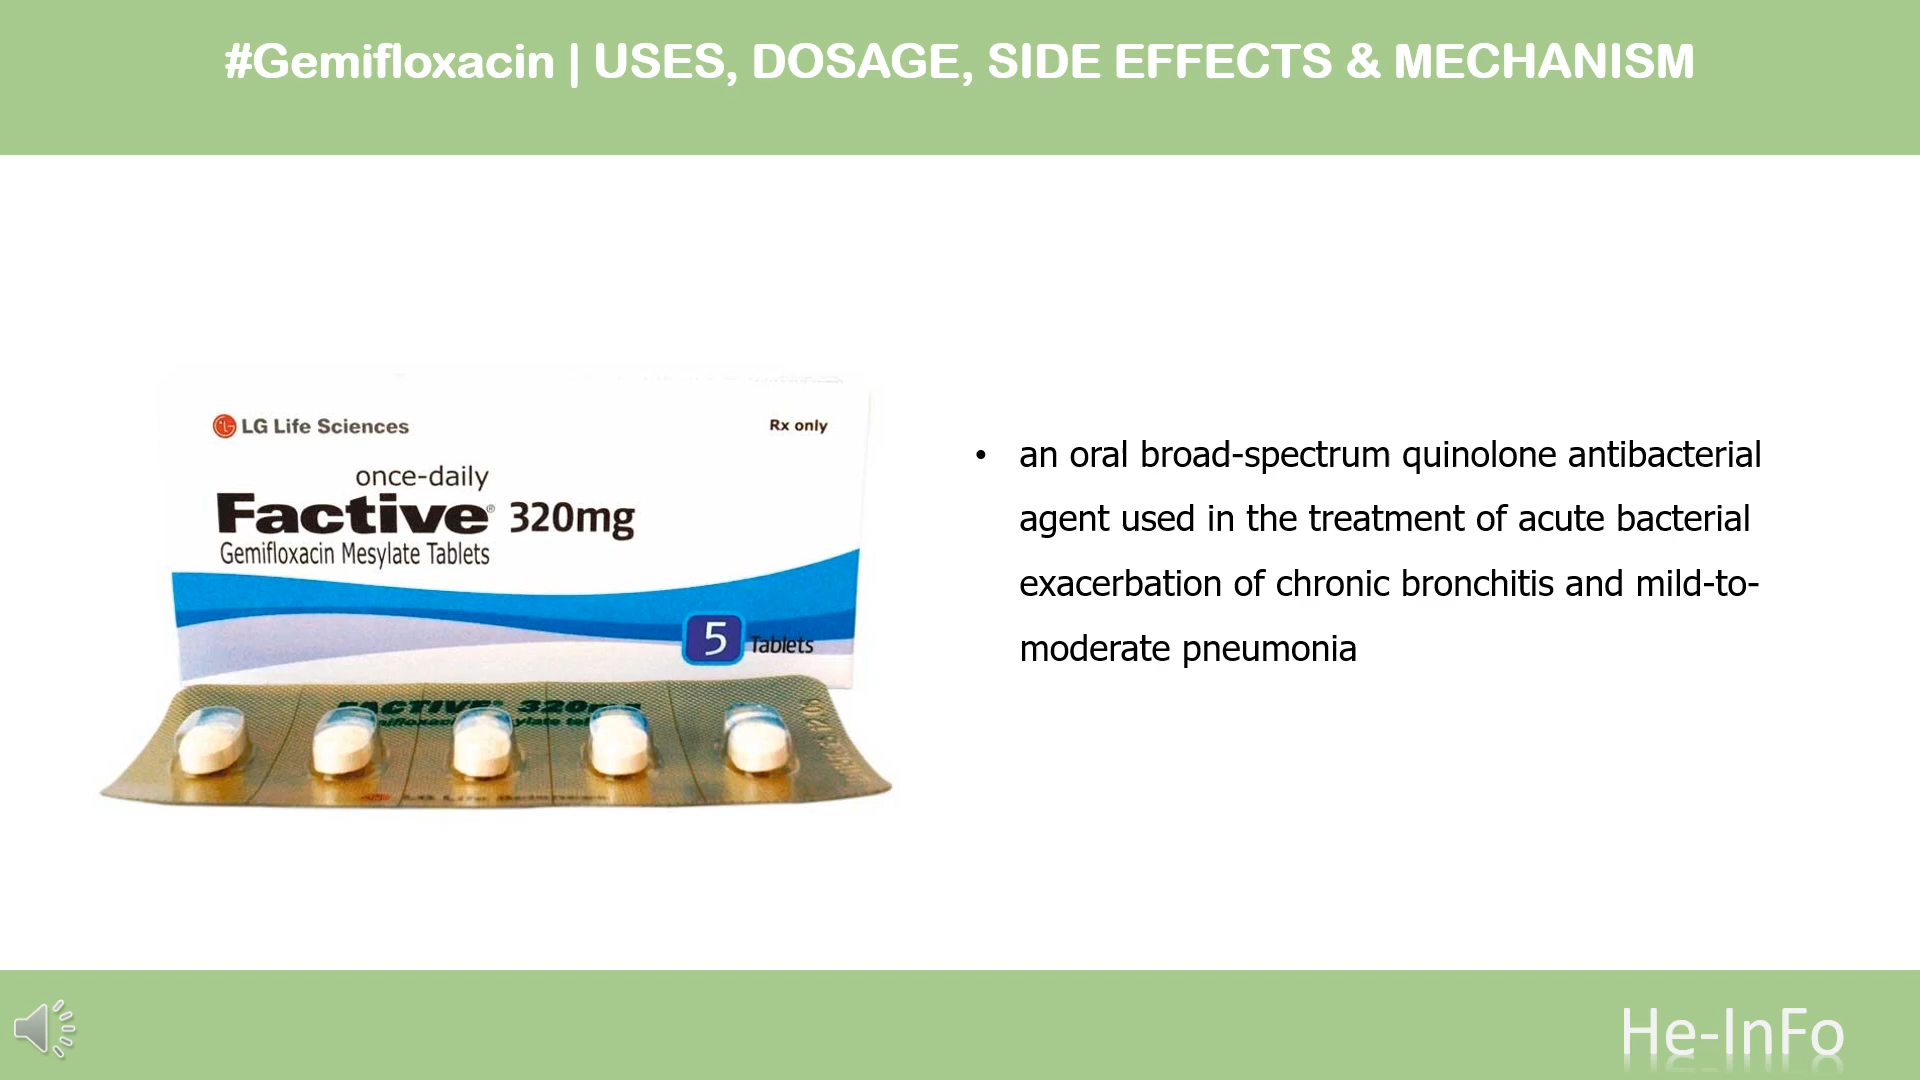 #Gemifloxacin | USES, DOSAGE, SIDE EFFECTS & MECHANISM
LG Life Sciences
Rx only
once-daily
Factive® 320mg
Gemifloxacin Mesylate Tablets
5 Tablets
FACTIVE® 320mg
• an oral broad-spectrum quinolone antibacterial
agent used in the treatment of acute bacterial
exacerbation of chronic bronchitis and mild-to-
moderate pneumonia
He-InFo